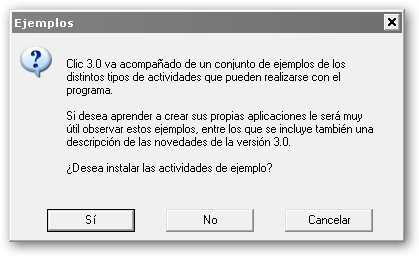 Ejemplos
Clic 3.0 va acompañado de un conjunto de ejemplos de los
distintos tipos de actividades que pueden realizarse con el
programa.
Si desea aprender a crear sus propias aplicaciones le será muy
útil observar estos ejemplos, entre los que se incluye también una
descripción de las novedades de la versión 3.0.
¿Desea instalar las actividades de ejemplo?
Sí
No
Cancelar